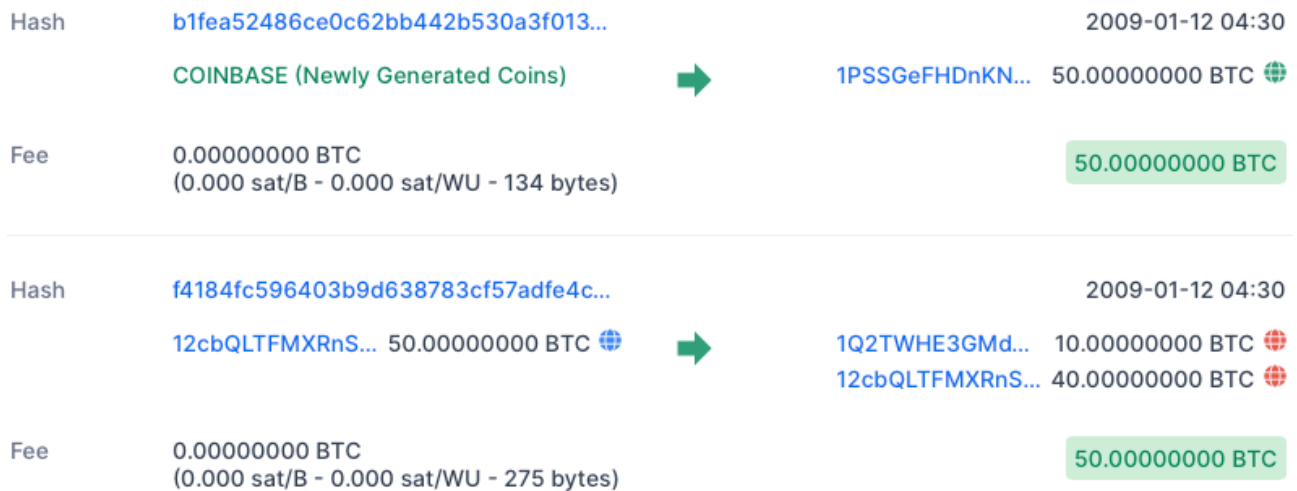 Hash b1fea52486ce0c62bb442b530a3f013... 2009-01-12 04:30
COINBASE (Newly Generated Coins) 1PSSGeFHDnKN... 50.00000000 BTC
Fee 0.00000000 BTC
(0.000 sat/B - 0.000 sat/WU - 134 bytes)
50.00000000 BTC
Hash f4184fc596403b9d638783cf57adfe4c... 2009-01-12 04:30
12cbQLTFMXRnS... 50.00000000 BTC 1Q2TWHE3GMd... 10.00000000 BTC
12cbQLTFMXRnS... 40.00000000 BTC
Fee 0.00000000 BTC
(0.000 sat/B - 0.000 sat/WU - 275 bytes)
50.00000000 BTC